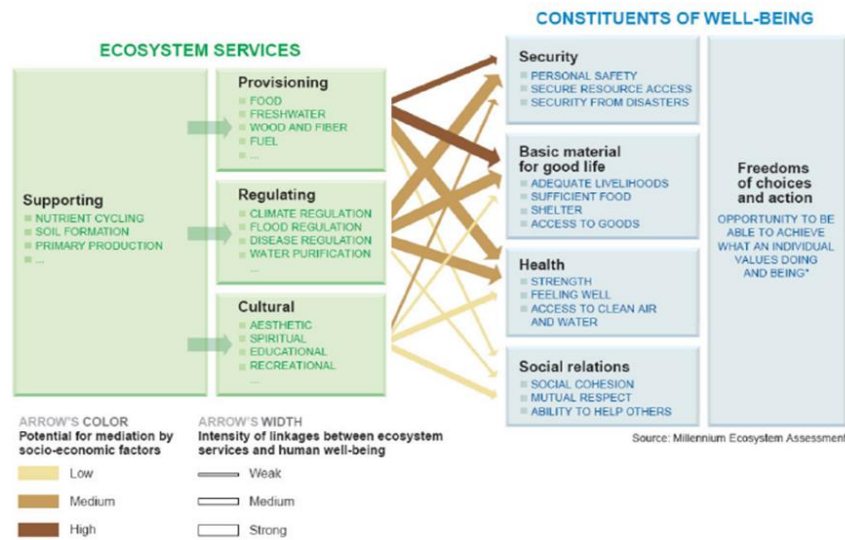 CONSTITUENTS OF WELL-BEING
ECOSYSTEM SERVICES
Supporting
NUTRIENT CYCLING
SOIL FORMATION
PRIMARY PRODUCTION
...
Provisioning
FOOD
FRESHWATER
WOOD AND FIBER
FUEL
...
Regulating
CLIMATE REGULATION
FLOOD REGULATION
DISEASE REGULATION
WATER PURIFICATION
...
Cultural
AESTHETIC
SPIRITUAL
EDUCATIONAL
RECREATIONAL
...
Security
PERSONAL SAFETY
SECURE RESOURCE ACCESS
SECURITY FROM DISASTERS
Basic material
for good life
ADEQUATE LIVELIHOODS
SUFFICIENT FOOD
SHELTER
ACCESS TO GOODS
Health
STRENGTH
FEELING WELL
ACCESS TO CLEAN AIR
AND WATER
Social relations
SOCIAL COHESION
MUTUAL RESPECT
ABILITY TO HELP OTHERS
Freedoms
of choices
and action
OPPORTUNITY TO BE
ABLE TO ACHIEVE
WHAT AN INDIVIDUAL
VALUES DOING
AND BEING*
Source: Millennium Ecosystem Assessment
ARROW'S COLOR
Potential for mediation by
socio-economic factors
Low
Medium
High
ARROW'S WIDTH
Intensity of linkages between ecosystem
services and human well-being
Weak
Medium
Strong